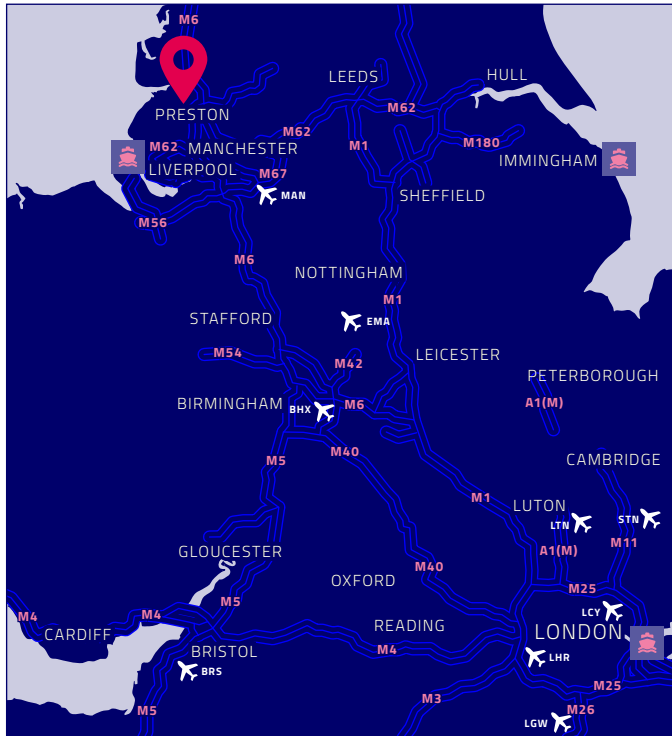 M6
LEEDS
HULL
PRESTON
M62
M62
M62
MANCHESTER
M1
M180
LIVERPOOL
IMMINGHAM
M67
MAN
SHEFFIELD
M56
M6
NOTTINGHAM
M1
STAFFORD
EMA
M54
M42
LEICESTER
PETERBOROUGH
BIRMINGHAM
BHX
M6
A1(M)
M5
M40
CAMBRIDGE
M1
LUTON
LTN
STN
GLOUCESTER
A1(M)
M11
M40
OXFORD
M25
M5
LCY
M4
M4
CARDIFF
READING
LONDON
BRISTOL
M4
LHR
BRS
M25
M5
M3
M26
LGW